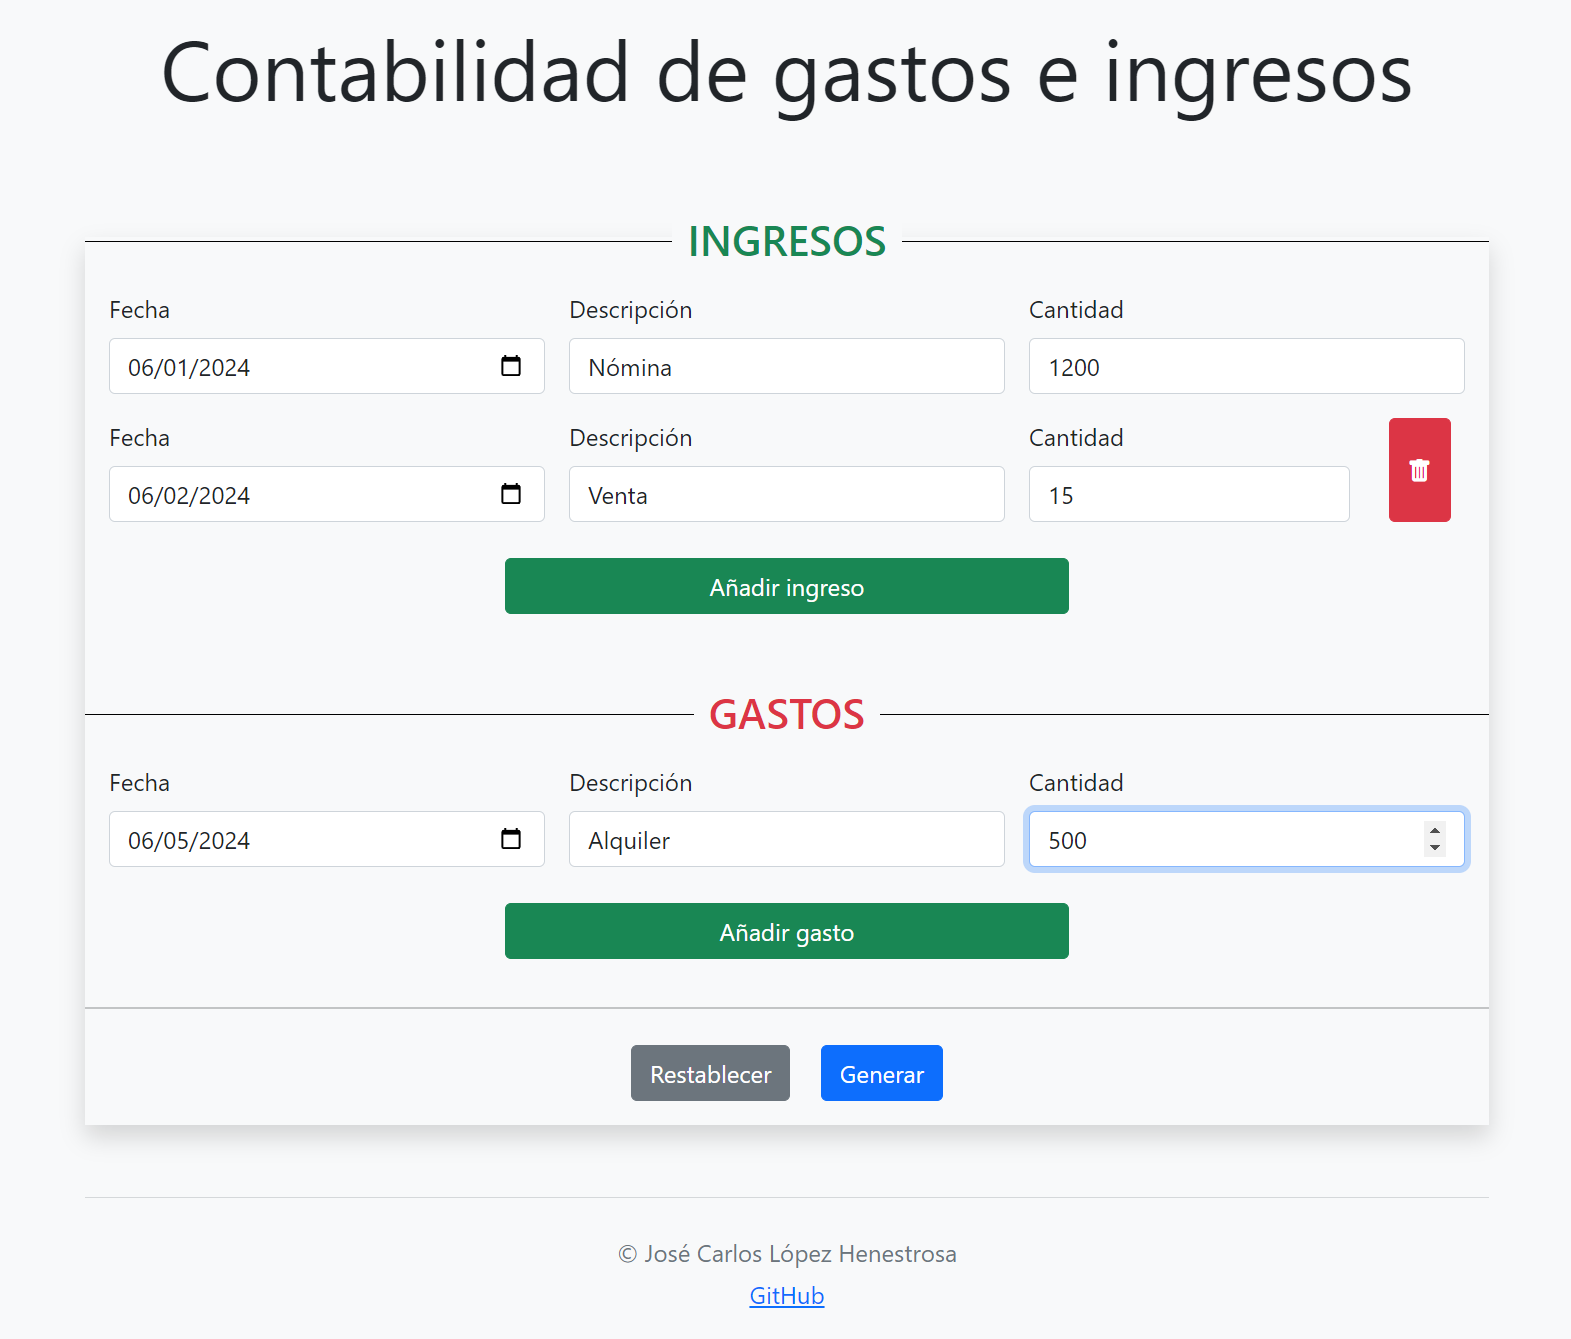 Contabilidad de gastos e ingresos
INGRESOS
Fecha Descripción Cantidad
06/01/2024 Nómina 1200
Fecha Descripción Cantidad
06/02/2024 Venta 15
Añadir ingreso
GASTOS
Fecha Descripción Cantidad
06/05/2024 Alquiler 500
Añadir gasto
Restablecer Generar
© José Carlos López Henestrosa
GitHub